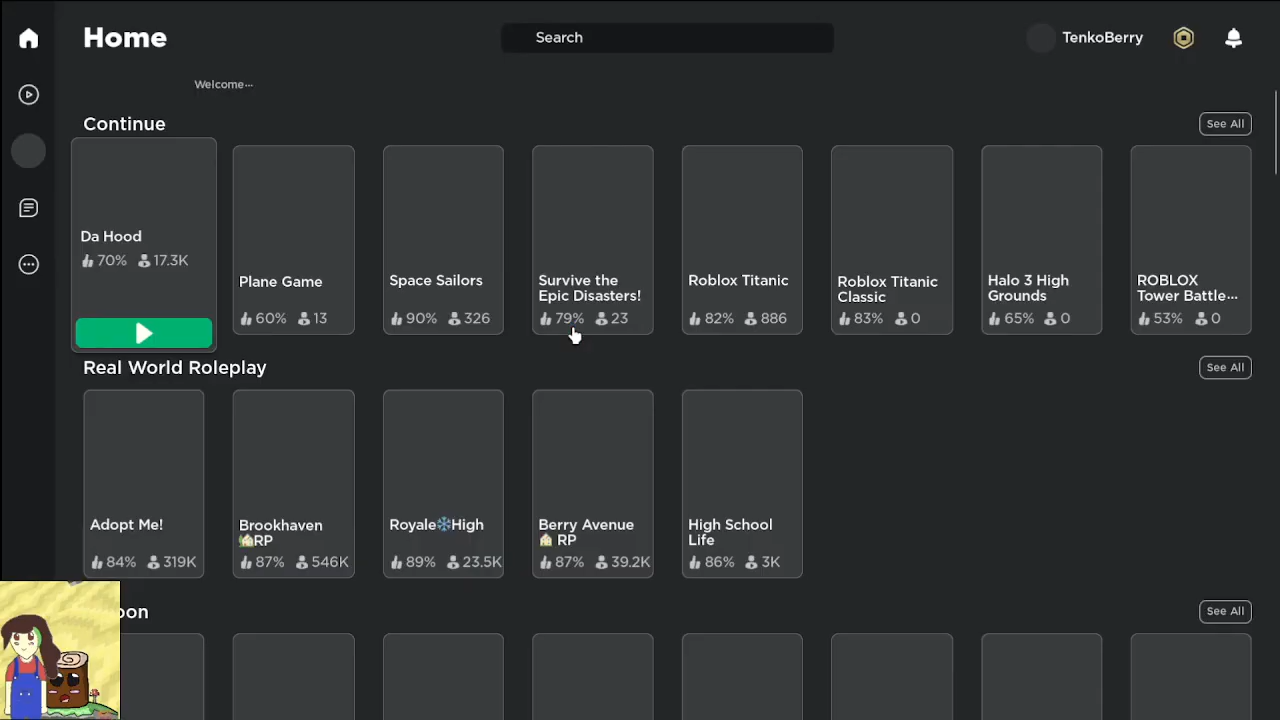 Home
Search
TenkoBerry
Welcome...
Continue
See All
Da Hood
70% 17.3K
Plane Game
60% 13
Space Sailors
90% 326
Survive the
Epic Disasters!
79% 23
Roblox Titanic
82% 886
Roblox Titanic
Classic
83% 0
Halo 3 High
Grounds
65% 0
ROBLOX
Tower Battle...
53% 0
Real World Roleplay
See All
Adopt Me!
84% 319K
Brookhaven
🏡RP
87% 546K
Royale❄️High
89% 23.5K
Berry Avenue
🏠 RP
87% 39.2K
High School
Life
86% 3K
oon
See All